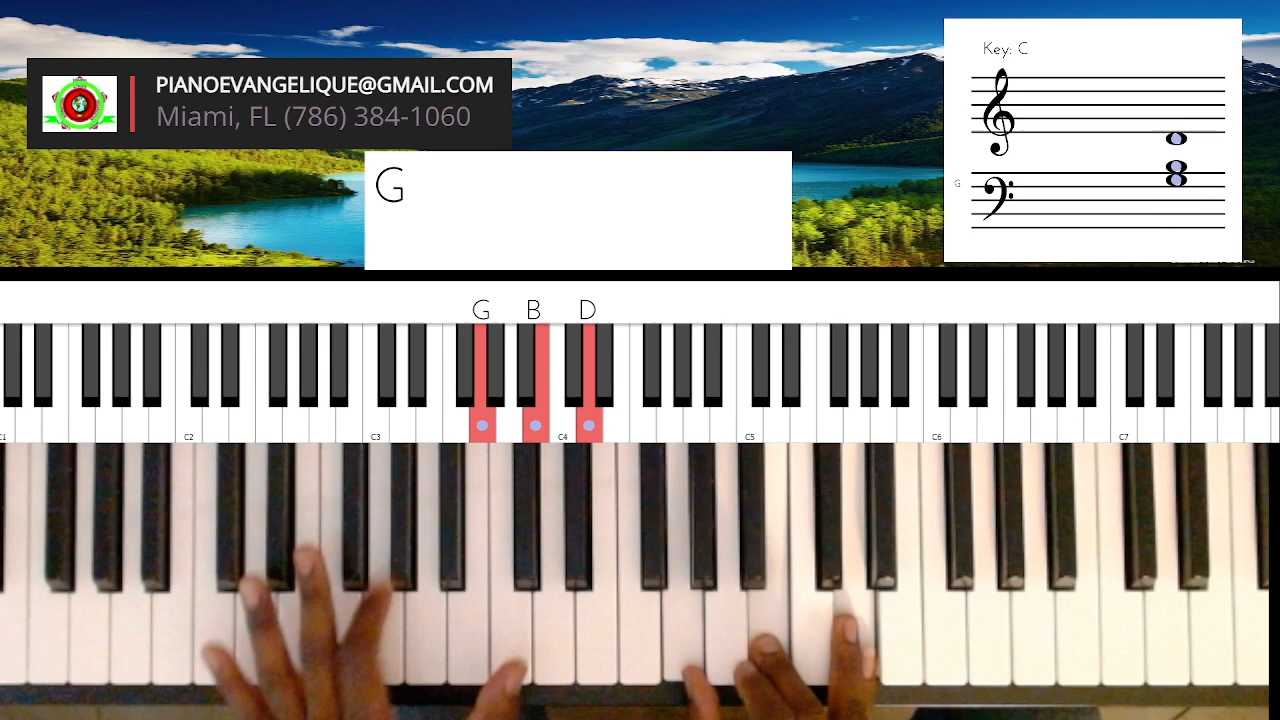 PIANOEVANGELIQUE@GMAIL.COM
Miami, FL (786) 384-1060
Key: C
G
G
G B D
C1 C2 C3 C4 C5 C6 C7